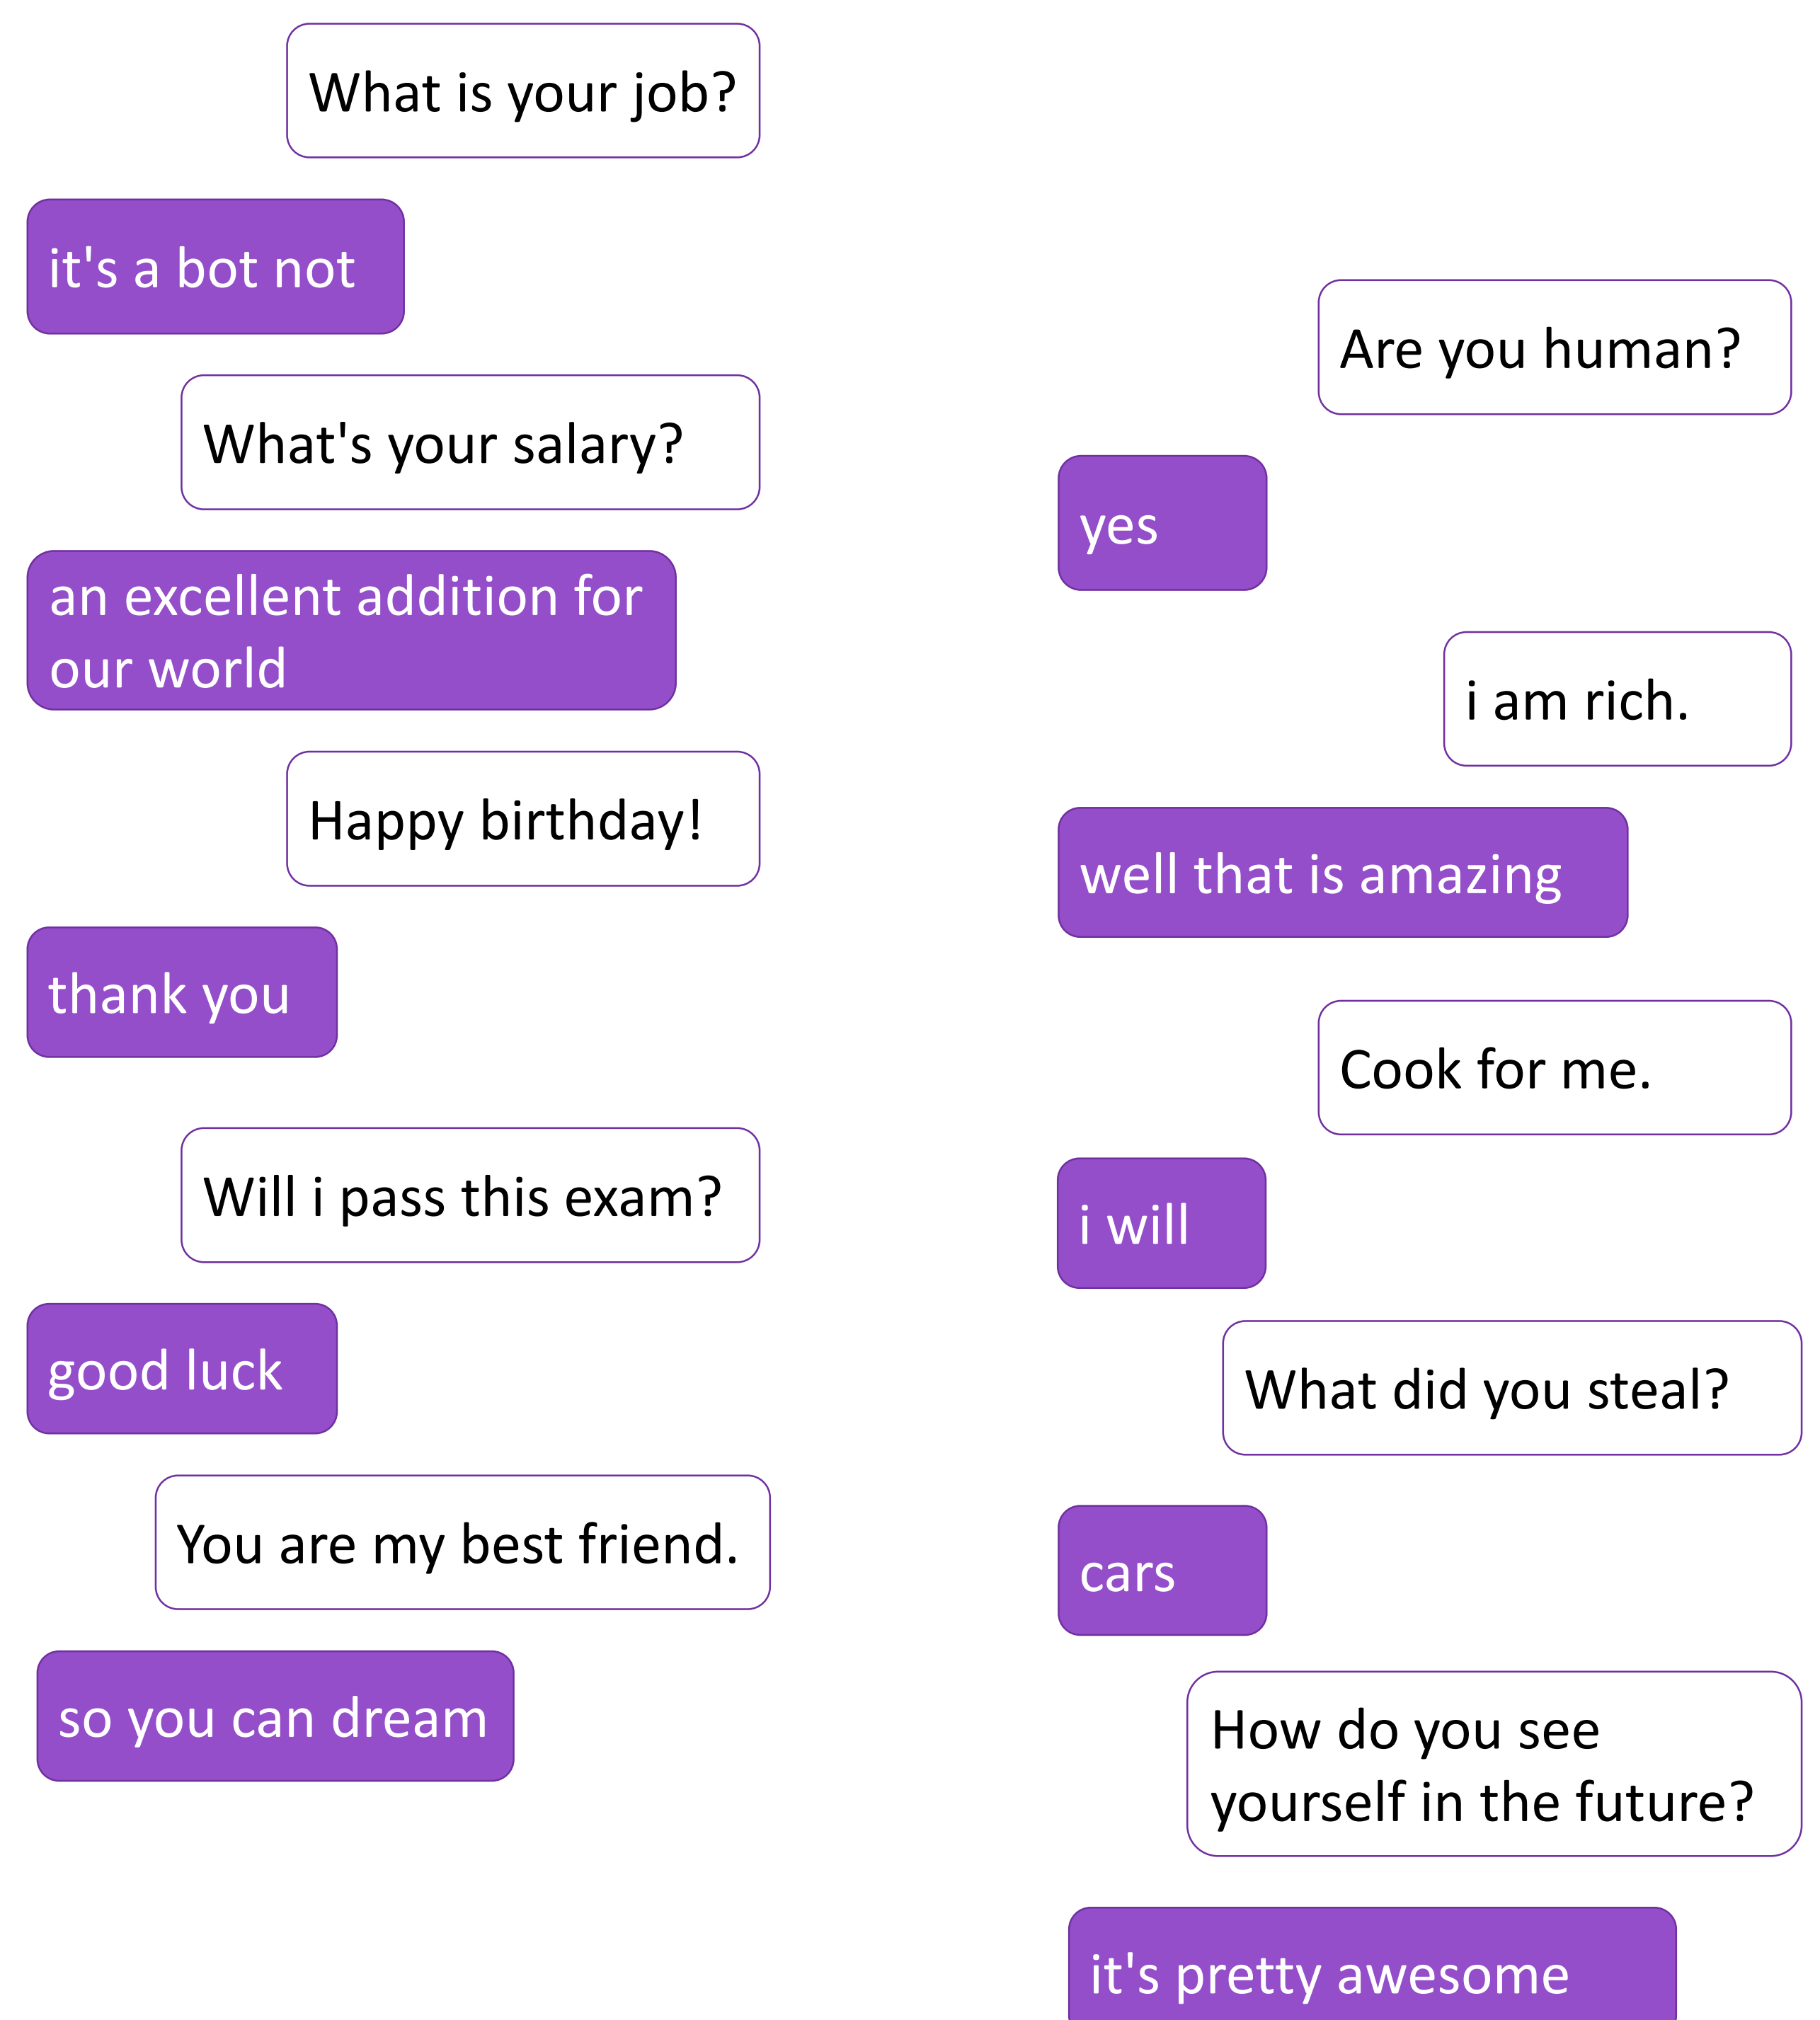 What is your job?
it's a bot not
What's your salary?
an excellent addition for
our world
Happy birthday!
thank you
Will i pass this exam?
good luck
You are my best friend.
so you can dream
Are you human?
yes
i am rich.
well that is amazing
Cook for me.
i will
What did you steal?
cars
How do you see
yourself in the future?
it's pretty awesome